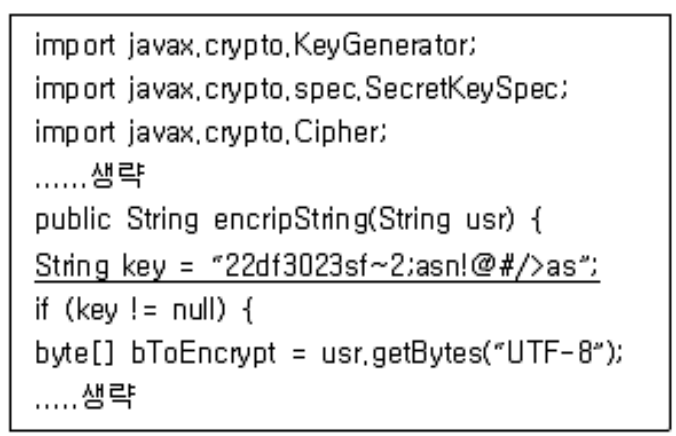 import javax.crypto.KeyGenerator;
import javax.crypto.spec.SecretKeySpec;
import javax.crypto.Cipher;
......생략
public String encripString(String usr) {
String key = "22df3023sf~2;asn!@#/>as";
if (key != null) {
byte[] bToEncrypt = usr.getBytes("UTF-8");
.....생략